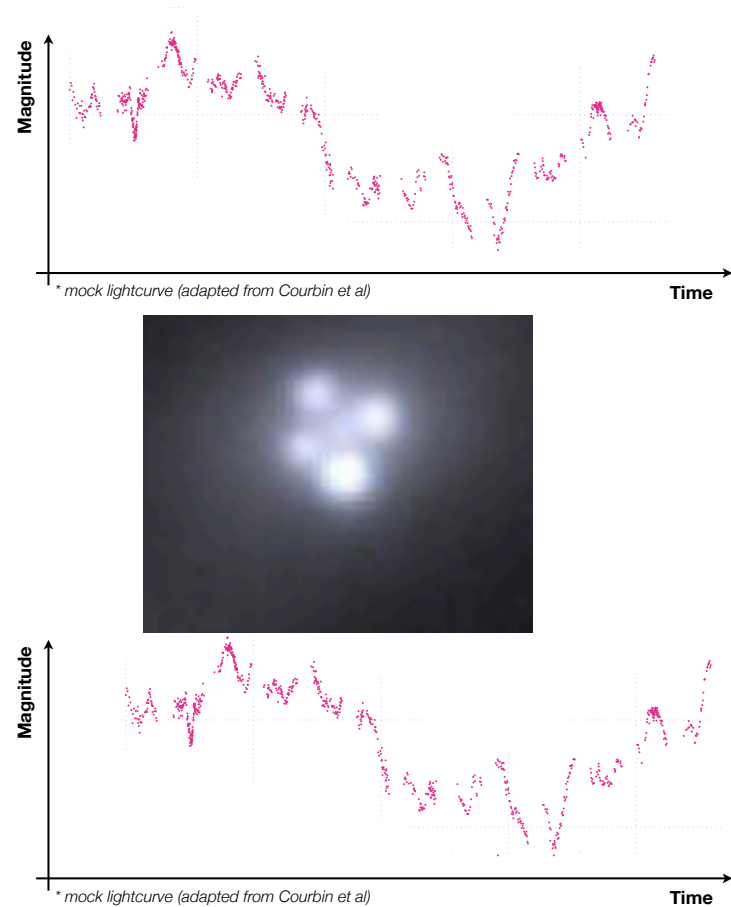 Magnitude
* mock lightcurve (adapted from Courbin et al)
Time
Magnitude
* mock lightcurve (adapted from Courbin et al)
Time